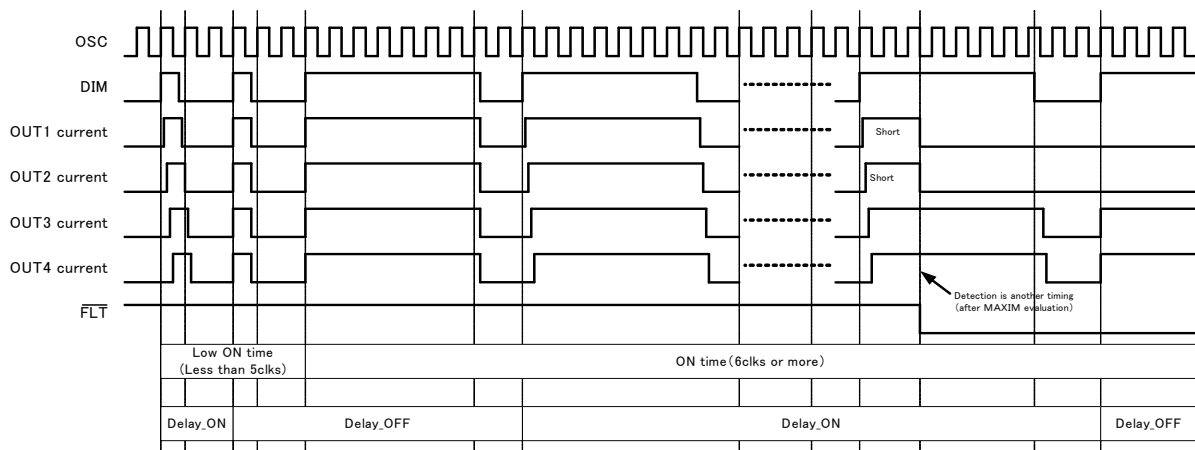 OSC
DIM
OUT1 current
Short
OUT2 current
Short
OUT3 current
OUT4 current
Detection is another timing
(after MAXIM evaluation)
FLT
Low ON time
(Less than 5clks)
ON time(6clks or more)
Delay_ON
Delay_OFF
Delay_ON
Delay_OFF